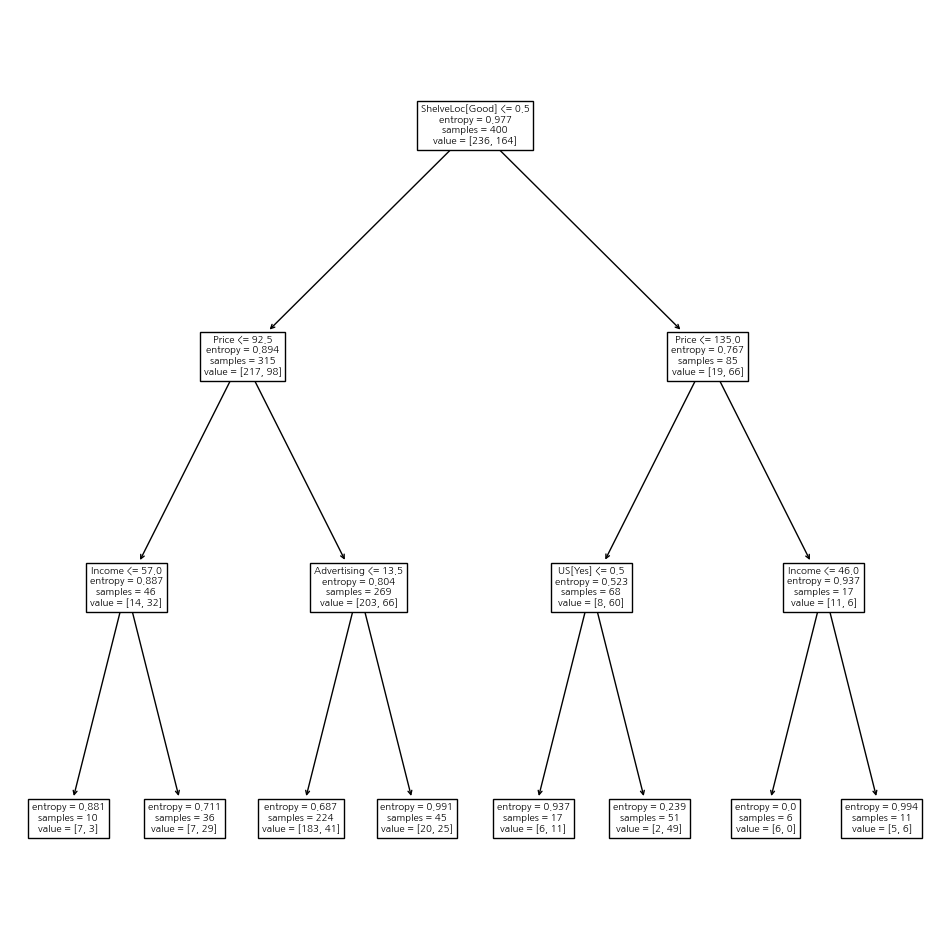 ShelveLoc[Good] <= 0.5
entropy = 0.977
samples = 400
value = [236, 164]
Price <= 92.5
entropy = 0.894
samples = 315
value = [217, 98]
Price <= 135.0
entropy = 0.767
samples = 85
value = [19, 66]
Income <= 57.0
entropy = 0.887
samples = 46
value = [14, 32]
Advertising <= 13.5
entropy = 0.804
samples = 269
value = [203, 66]
US[Yes] <= 0.5
entropy = 0.523
samples = 68
value = [8, 60]
Income <= 46.0
entropy = 0.937
samples = 17
value = [11, 6]
entropy = 0.881
samples = 10
value = [7, 3]
entropy = 0.711
samples = 36
value = [7, 29]
entropy = 0.687
samples = 224
value = [183, 41]
entropy = 0.991
samples = 45
value = [20, 25]
entropy = 0.937
samples = 17
value = [6, 11]
entropy = 0.239
samples = 51
value = [2, 49]
entropy = 0.0
samples = 6
value = [6, 0]
entropy = 0.994
samples = 11
value = [5, 6]